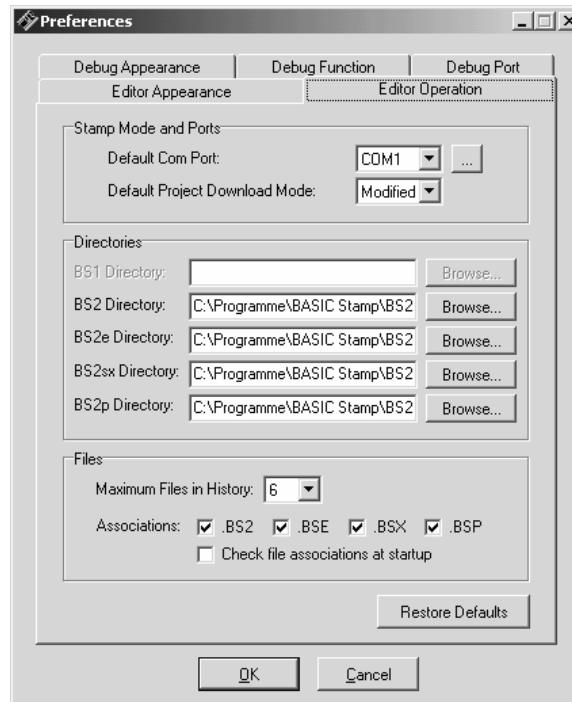 Preferences
Debug Appearance Debug Function Debug Port
Editor Appearance Editor Operation
Stamp Mode and Ports
Default Com Port: COM1 ...
Default Project Download Mode: Modified
Directories
BS1 Directory: Browse...
BS2 Directory: C:\Programme\BASIC Stamp\BS2 Browse...
BS2e Directory: C:\Programme\BASIC Stamp\BS2 Browse...
BS2sx Directory: C:\Programme\BASIC Stamp\BS2 Browse...
BS2p Directory: C:\Programme\BASIC Stamp\BS2 Browse...
Files
Maximum Files in History: 6
Associations: .BS2 .BSE .BSX .BSP
Check file associations at startup
Restore Defaults
OK Cancel